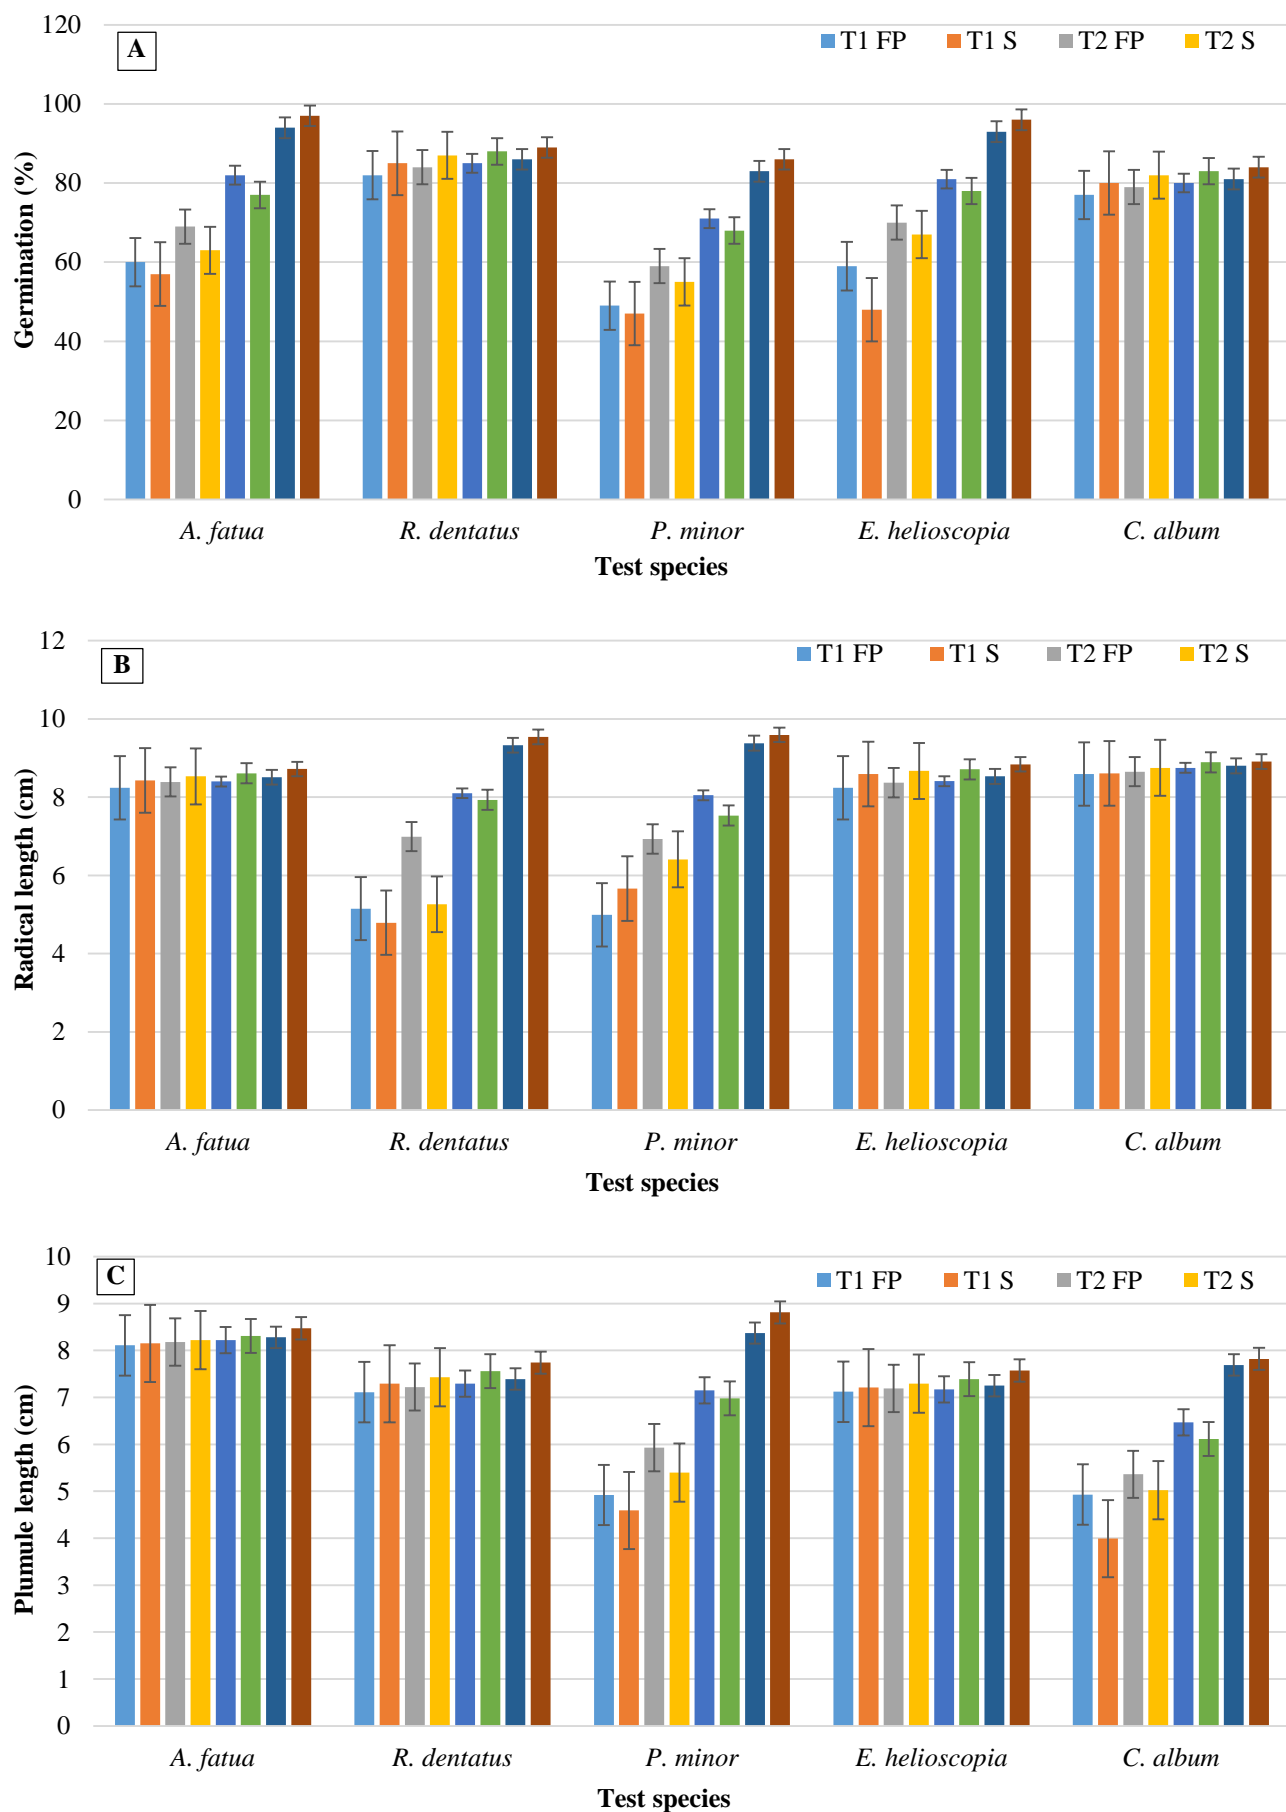 120
A
T1 FP T1 S T2 FP T2 S
100
80
60
40
20
0
Germination (%)
A. fatua R. dentatus P. minor E. helioscopia C. album
Test species
12
B
T1 FP T1 S T2 FP T2 S
10
8
6
4
2
0
Radical length (cm)
A. fatua R. dentatus P. minor E. helioscopia C. album
Test species
10
C
T1 FP T1 S T2 FP T2 S
9
8
7
6
5
4
3
2
1
0
Plumule length (cm)
A. fatua R. dentatus P. minor E. helioscopia C. album
Test species